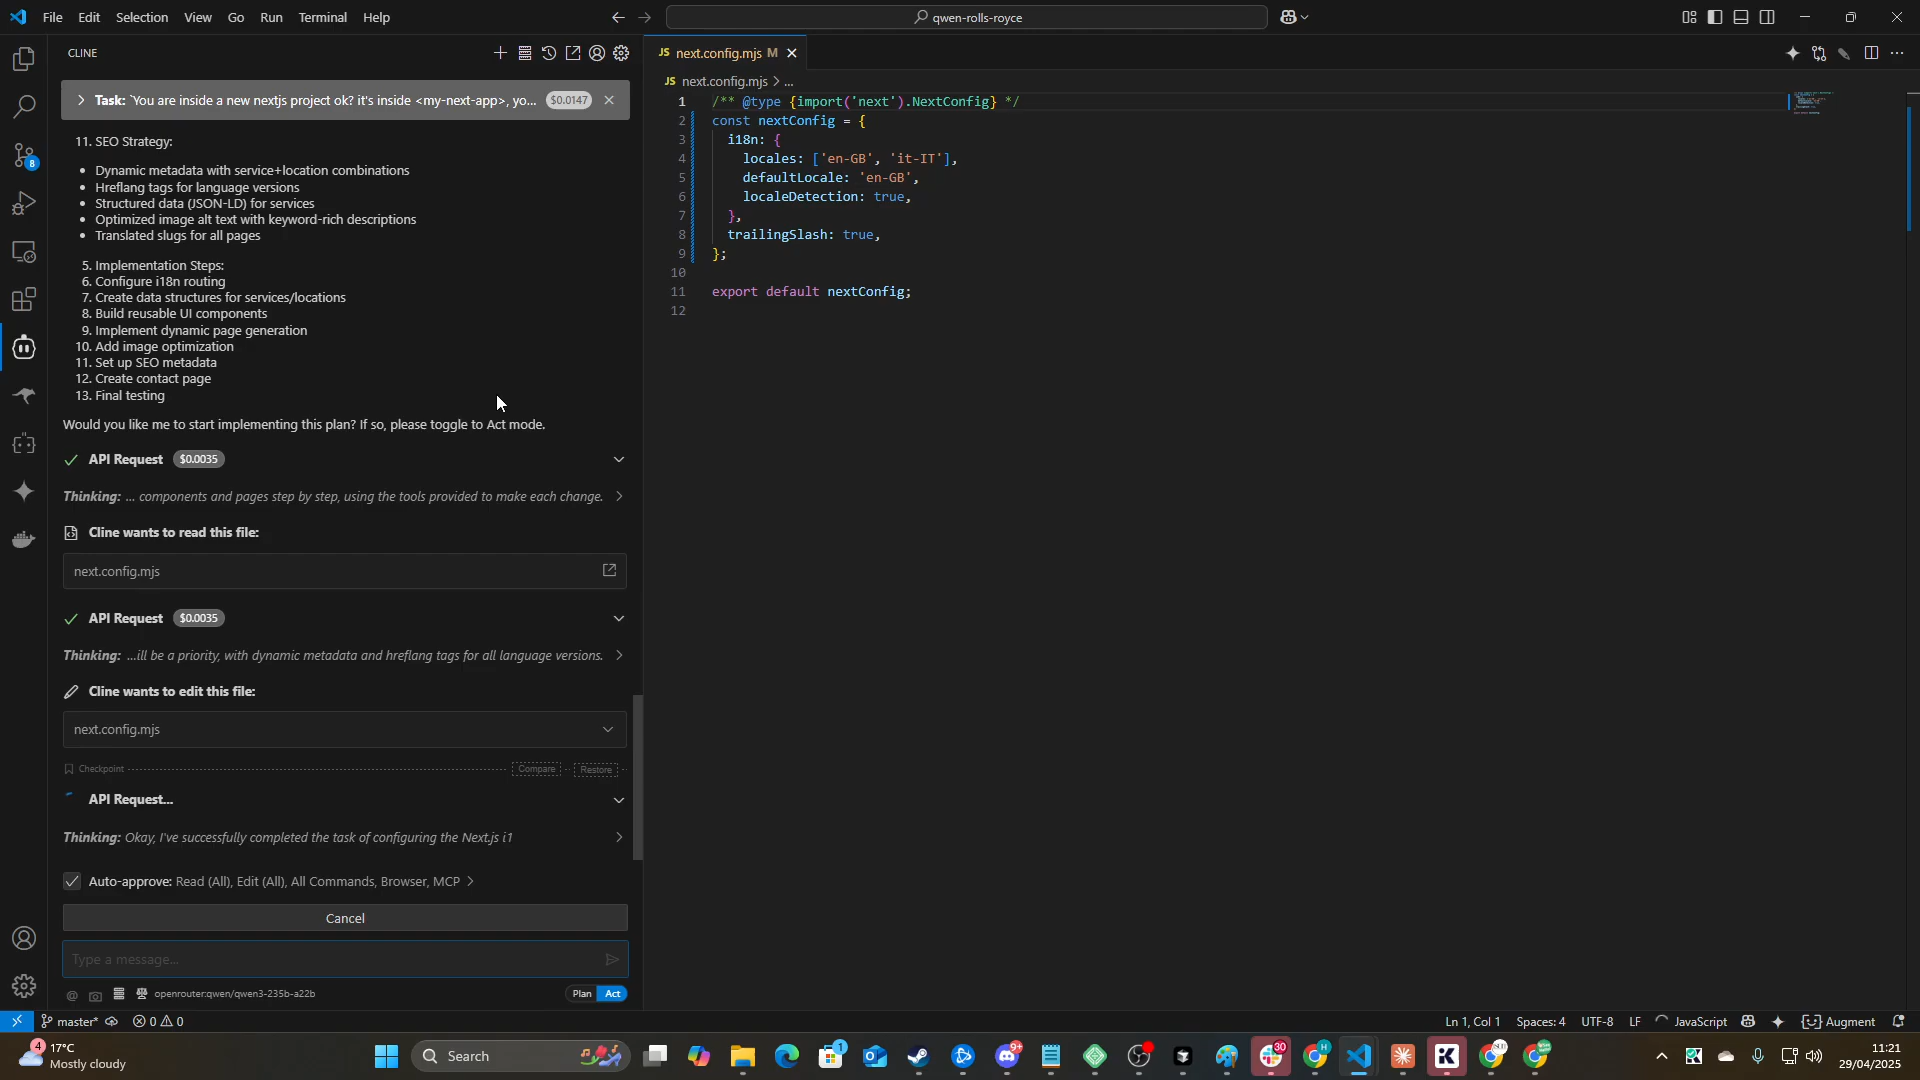 File Edit Selection View Go Run Terminal Help
qwen-rolls-royce
CLINE
Task: `You are inside a new nextjs project ok? it's inside <my-next-app>, yo... $0.0147
11. SEO Strategy:
• Dynamic metadata with service+location combinations
• Hreflang tags for language versions
• Structured data (JSON-LD) for services
• Optimized image alt text with keyword-rich descriptions
• Translated slugs for all pages
5. Implementation Steps:
6. Configure i18n routing
7. Create data structures for services/locations
8. Build reusable UI components
9. Implement dynamic page generation
10. Add image optimization
11. Set up SEO metadata
12. Create contact page
13. Final testing
Would you like me to start implementing this plan? If so, please toggle to Act mode.
API Request $0.0035
Thinking: ... components and pages step by step, using the tools provided to make each change.
Cline wants to read this file:
next.config.mjs
API Request $0.0035
Thinking: ...ill be a priority, with dynamic metadata and hreflang tags for all language versions.
Cline wants to edit this file:
next.config.mjs
Checkpoint Compare Restore
API Request...
Thinking: Okay, I've successfully completed the task of configuring the Next.js i1
Auto-approve: Read (All), Edit (All), All Commands, Browser, MCP
Cancel
Type a message...
@ openrouter:qwen/qwen3-235b-a22b Plan Act
JS next.config.mjs M
JS next.config.mjs > ...
1 /** @type {import('next').NextConfig} */
2 const nextConfig = {
3 i18n: {
4 locales: ['en-GB', 'it-IT'],
5 defaultLocale: 'en-GB',
6 localeDetection: true,
7 },
8 trailingSlash: true,
9 };
10
11 export default nextConfig;
12
8
master* 0 0
Ln 1, Col 1 Spaces: 4 UTF-8 LF JavaScript Augment
4 17°C
Mostly cloudy
Search
1 9+ 30 H
11:21
29/04/2025